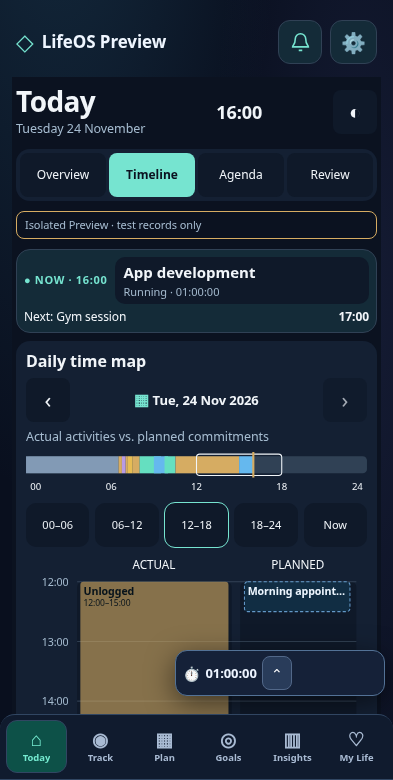 LifeOS Preview
Today
Tuesday 24 November
16:00
Overview
Timeline
Agenda
Review
Isolated Preview · test records only
● NOW · 16:00
App development
Running · 01:00:00
Next: Gym session
17:00
Daily time map
Tue, 24 Nov 2026
Actual activities vs. planned commitments
00 06 12 18 24
00–06
06–12
12–18
18–24
Now
ACTUAL
PLANNED
12:00
Unlogged
12:00–15:00
Morning appoint...
13:00
01:00:00
14:00
Today
Track
Plan
Goals
Insights
My Life